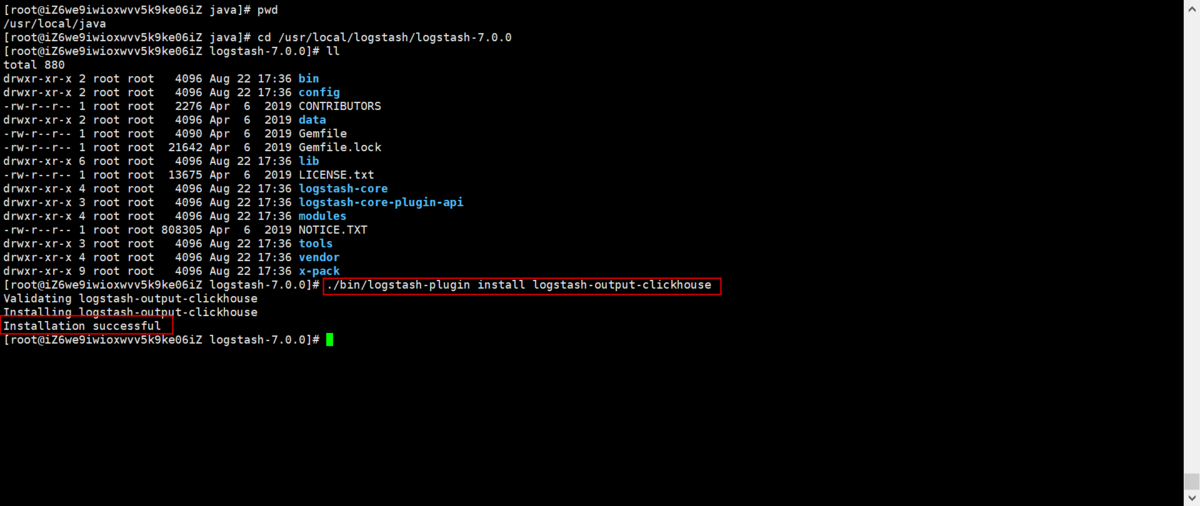 [root@iZ6we9iwioxwvv5k9ke06iZ java]# pwd
/usr/local/java
[root@iZ6we9iwioxwvv5k9ke06iZ java]# cd /usr/local/logstash/logstash-7.0.0
[root@iZ6we9iwioxwvv5k9ke06iZ logstash-7.0.0]# ll
total 880
drwxr-xr-x 2 root root   4096 Aug 22 17:36 bin
drwxr-xr-x 2 root root   4096 Aug 22 17:36 config
-rw-r--r-- 1 root root   2276 Apr  6  2019 CONTRIBUTORS
drwxr-xr-x 2 root root   4096 Apr  6  2019 data
-rw-r--r-- 1 root root   4090 Apr  6  2019 Gemfile
-rw-r--r-- 1 root root  21642 Apr  6  2019 Gemfile.lock
drwxr-xr-x 6 root root   4096 Aug 22 17:36 lib
-rw-r--r-- 1 root root  13675 Apr  6  2019 LICENSE.txt
drwxr-xr-x 4 root root   4096 Aug 22 17:36 logstash-core
drwxr-xr-x 3 root root   4096 Aug 22 17:36 logstash-core-plugin-api
drwxr-xr-x 4 root root   4096 Aug 22 17:36 modules
-rw-r--r-- 1 root root 808305 Apr  6  2019 NOTICE.TXT
drwxr-xr-x 3 root root   4096 Aug 22 17:36 tools
drwxr-xr-x 4 root root   4096 Aug 22 17:36 vendor
drwxr-xr-x 9 root root   4096 Aug 22 17:36 x-pack
[root@iZ6we9iwioxwvv5k9ke06iZ logstash-7.0.0]# ./bin/logstash-plugin install logstash-output-clickhouse
Validating logstash-output-clickhouse
Installing logstash-output-clickhouse
Installation successful
[root@iZ6we9iwioxwvv5k9ke06iZ logstash-7.0.0]#